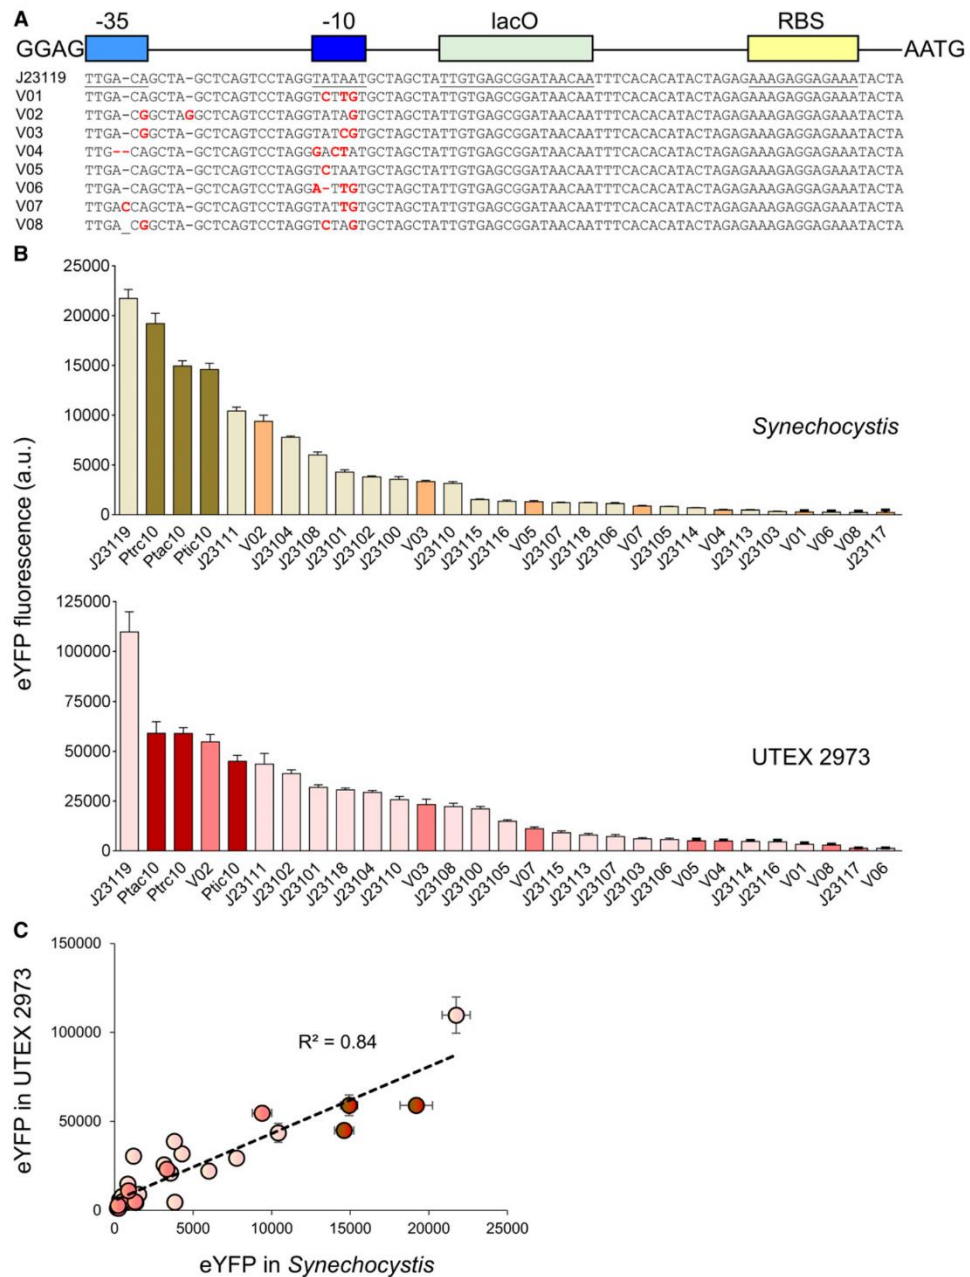 A
-35 -10 lacO RBS
GGAG AATG
J23119 TTGA-CAGCTA-GCTCAGTCCTAGGTATAATGCTAGCTATTGTGAGCGGATAACAATTTCACACATACTAGAGAAAGAGGAGAAATACTA
V01 TTGA-CAGCTA-GCTCAGTCCTAGGTCTTGTGCTAGCTATTGTGAGCGGATAACAATTTCACACATACTAGAGAAAGAGGAGAAATACTA
V02 TTGA-CGGCTAGGCTCAGTCCTAGGTATAGTGCTAGCTATTGTGAGCGGATAACAATTTCACACATACTAGAGAAAGAGGAGAAATACTA
V03 TTGA-CGGCTA-GCTCAGTCCTAGGTATCGTGCTAGCTATTGTGAGCGGATAACAATTTCACACATACTAGAGAAAGAGGAGAAATACTA
V04 TTG--CAGCTA-GCTCAGTCCTAGGGACTATGCTAGCTATTGTGAGCGGATAACAATTTCACACATACTAGAGAAAGAGGAGAAATACTA
V05 TTGA-CAGCTA-GCTCAGTCCTAGGTCTAATGCTAGCTATTGTGAGCGGATAACAATTTCACACATACTAGAGAAAGAGGAGAAATACTA
V06 TTGA-CAGCTA-GCTCAGTCCTAGGA-TTGTGCTAGCTATTGTGAGCGGATAACAATTTCACACATACTAGAGAAAGAGGAGAAATACTA
V07 TTGACCAGCTA-GCTCAGTCCTAGGTATTGTGCTAGCTATTGTGAGCGGATAACAATTTCACACATACTAGAGAAAGAGGAGAAATACTA
V08 TTGA_CGGCTA-GCTCAGTCCTAGGTCTAGTGCTAGCTATTGTGAGCGGATAACAATTTCACACATACTAGAGAAAGAGGAGAAATACTA
B
eYFP fluorescence (a.u.)
25000
20000
15000
10000
5000
0
Synechocystis
J23119 Ptrc10 Ptac10 Ptic10 J23111 V02 J23104 J23108 J23101 J23102 J23100 V03 J23110 J23115 J23116 V05 J23107 J23118 J23106 V07 J23105 J23114 V04 J23113 J23103 V01 V06 V08 J23117
125000
100000
75000
50000
25000
0
UTEX 2973
J23119 Ptac10 Ptrc10 V02 Ptic10 J23111 J23102 J23101 J23118 J23104 J23110 V03 J23108 J23100 J23105 V07 J23115 J23113 J23107 J23103 J23106 V05 V04 J23114 J23116 V01 V08 J23117 V06
C
eYFP in UTEX 2973
150000
100000
50000
0
R² = 0.84
0 5000 10000 15000 20000 25000
eYFP in Synechocystis